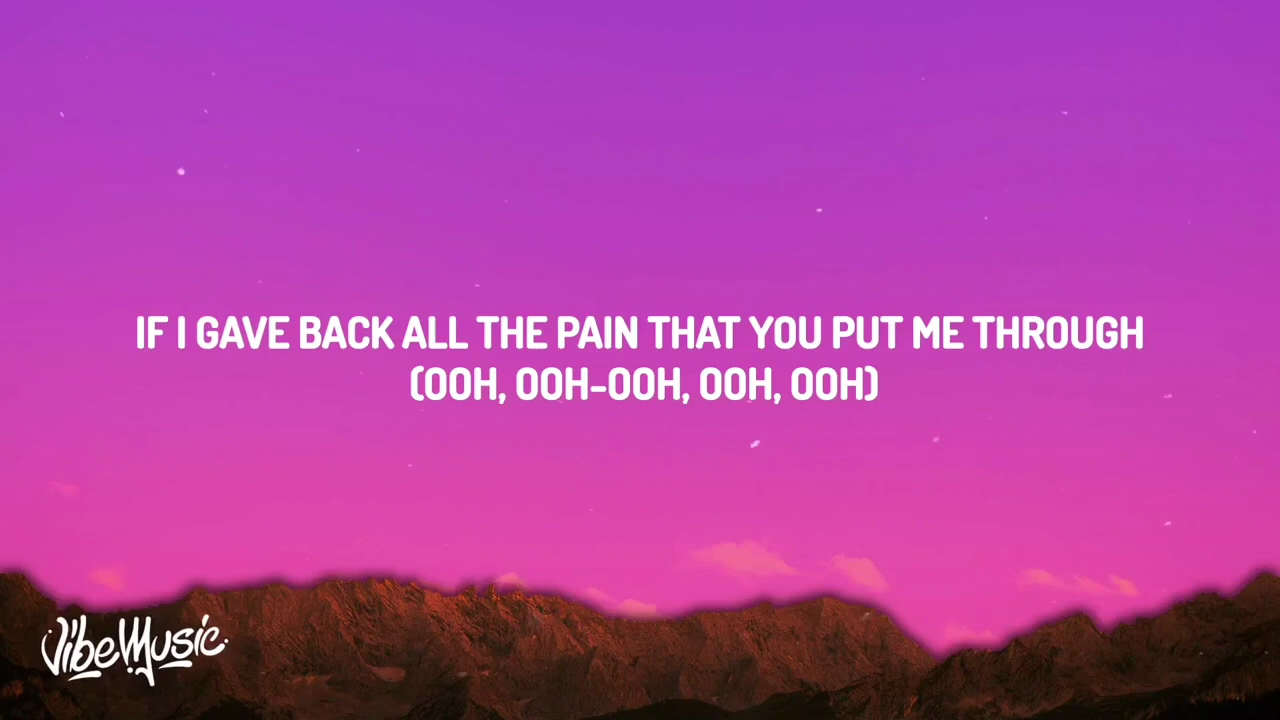 IF I GAVE BACK ALL THE PAIN THAT YOU PUT ME THROUGH
(OOH, OOH-OOH, OOH, OOH)
VibeMusic